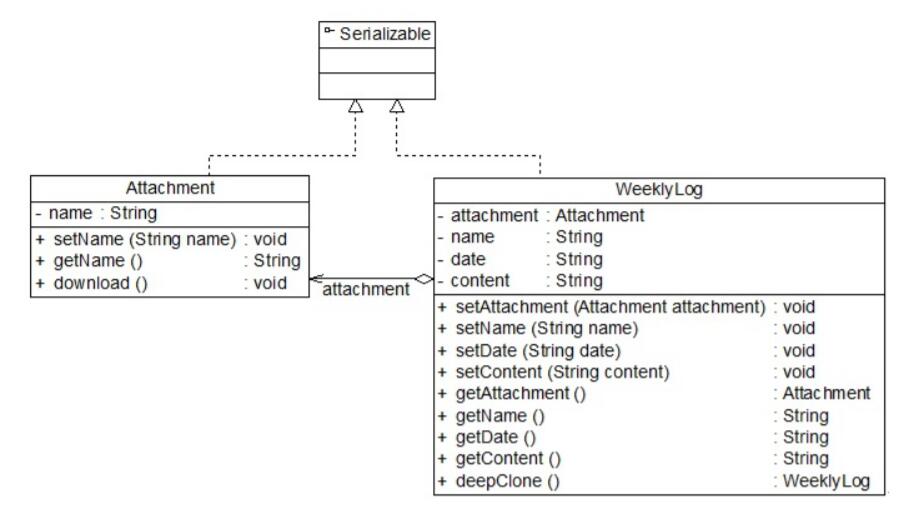 Serializable
Attachment
- name : String
+ setName (String name) : void
+ getName () : String
+ download () : void
attachment
WeeklyLog
- attachment : Attachment
- name : String
- date : String
- content : String
+ setAttachment (Attachment attachment) : void
+ setName (String name) : void
+ setDate (String date) : void
+ setContent (String content) : void
+ getAttachment () : Attachment
+ getName () : String
+ getDate () : String
+ getContent () : String
+ deepClone () : WeeklyLog